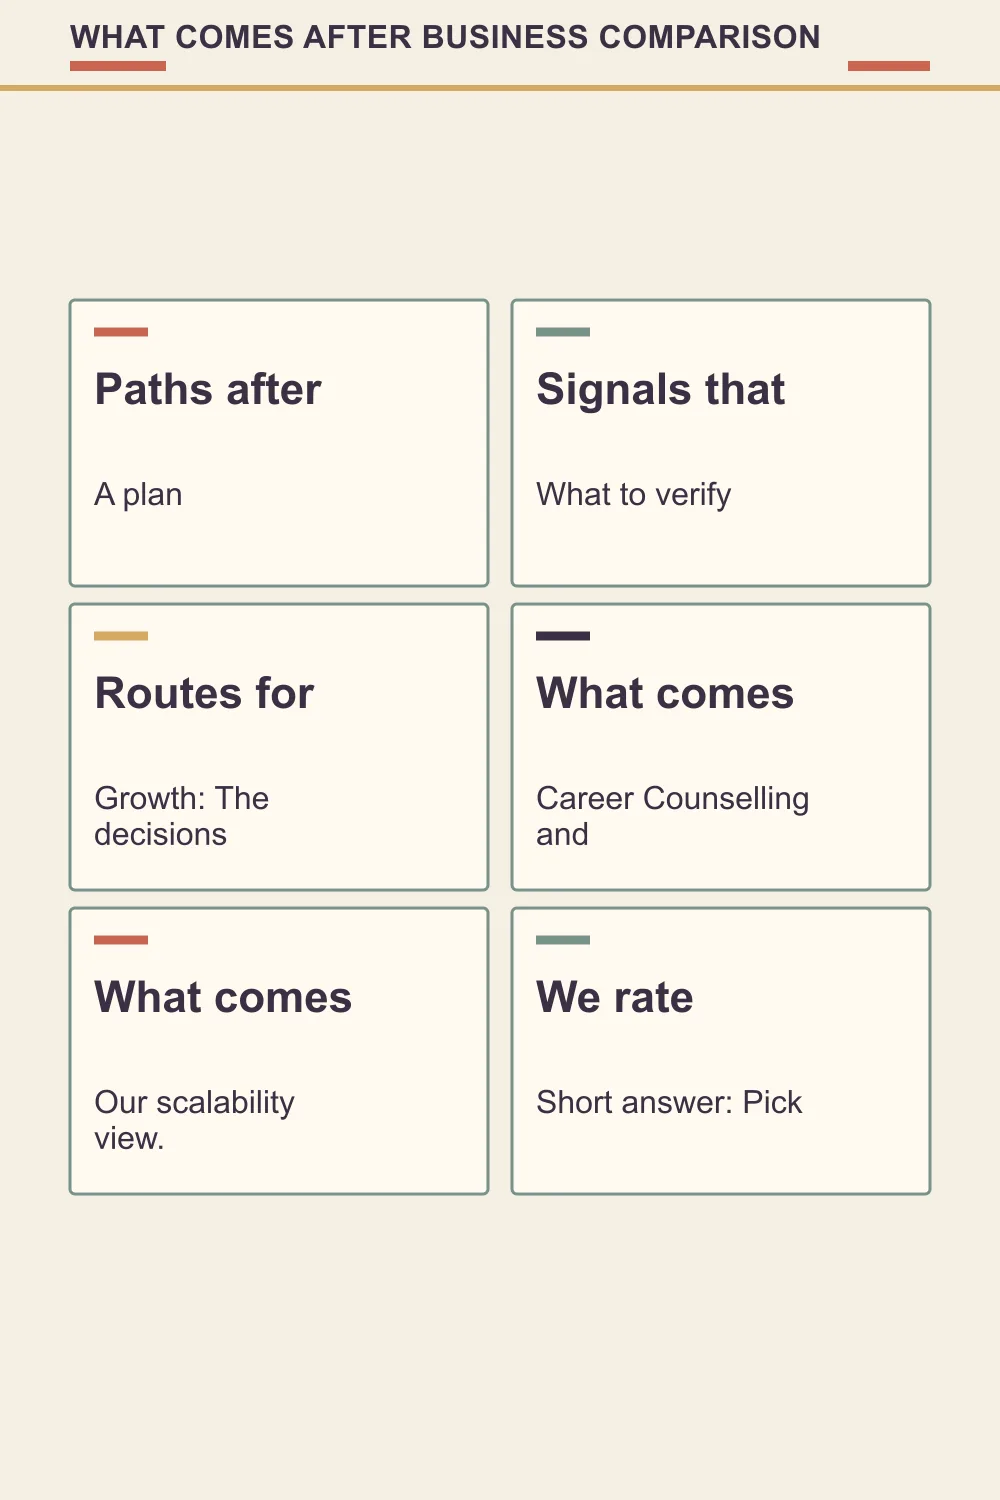 WHAT COMES AFTER BUSINESS COMPARISON
Paths after
A plan
Signals that
What to verify
Routes for
Growth: The
decisions
What comes
Career Counselling
and
What comes
Our scalability
view.
We rate
Short answer: Pick